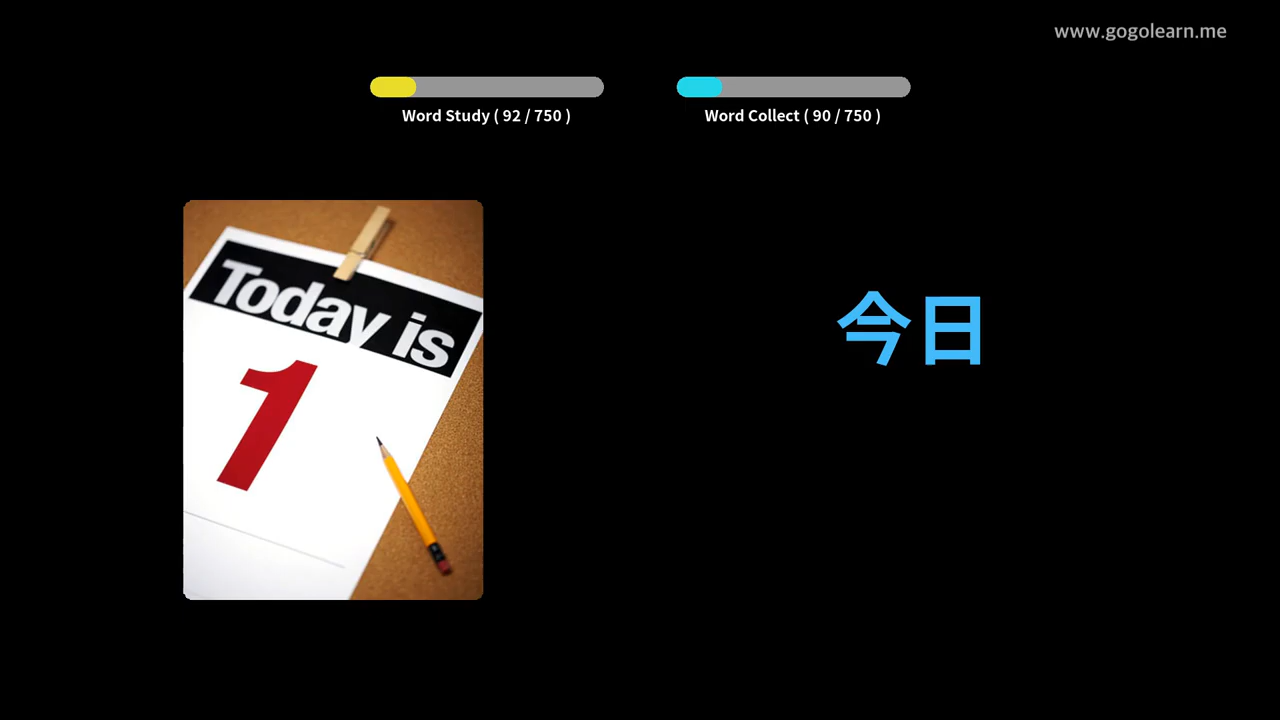 www.gogolearn.me
Word Study ( 92 / 750 )
Word Collect ( 90 / 750 )
Today is
1
今日